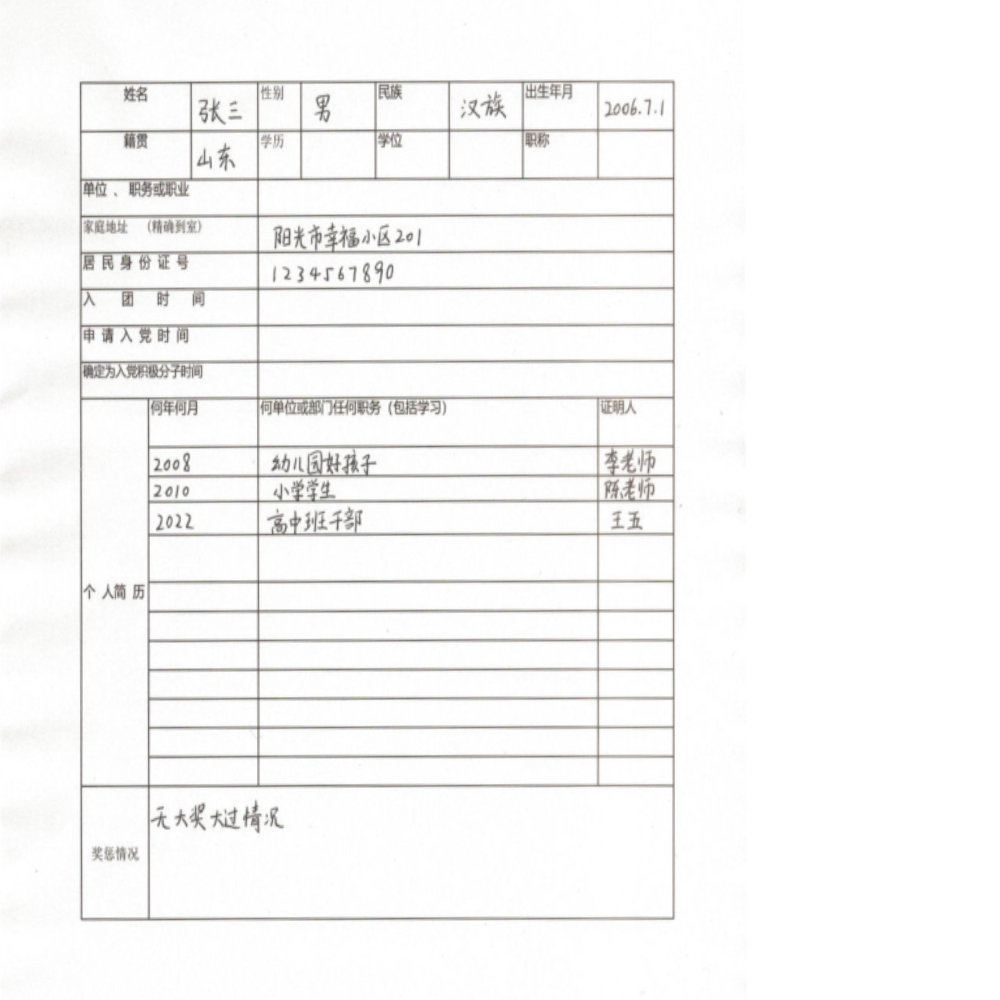 姓名 张三 性别 男 民族 汉族 出生年月 2006.7.1
籍贯 山东 学历 学位 职称
单位 、 职务或职业
家庭地址 （精确到室） 阳光市幸福小区201
居民身份证号 1234567890
入团时间
申请入党时间
确定为入党积极分子时间
何年何月 何单位或部门任何职务（包括学习） 证明人
2008 幼儿园好孩子 李老师
2010 小学学生 陈老师
2022 高中班干部 王五
个人简历
无大奖大过情况
奖惩情况